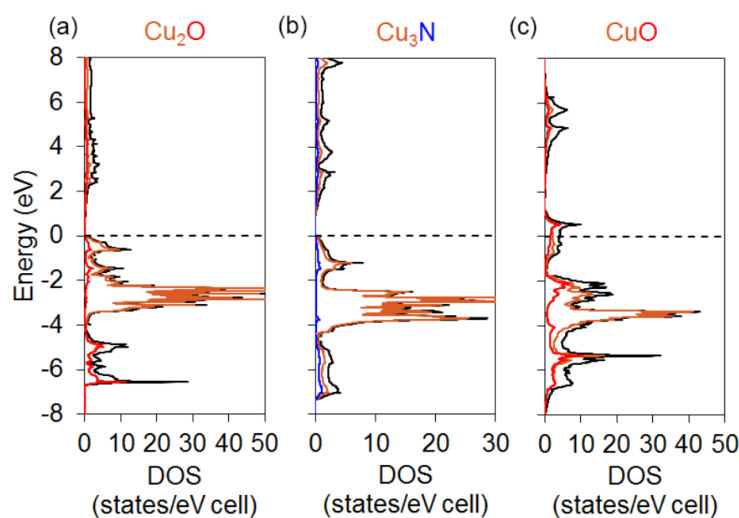 (a) Cu₂O (b) Cu₃N (c) CuO
Energy (eV)
8
6
4
2
0
-2
-4
-6
-8
0 10 20 30 40 50
0 10 20 30
0 10 20 30 40 50
DOS
(states/eV cell)
DOS
(states/eV cell)
DOS
(states/eV cell)